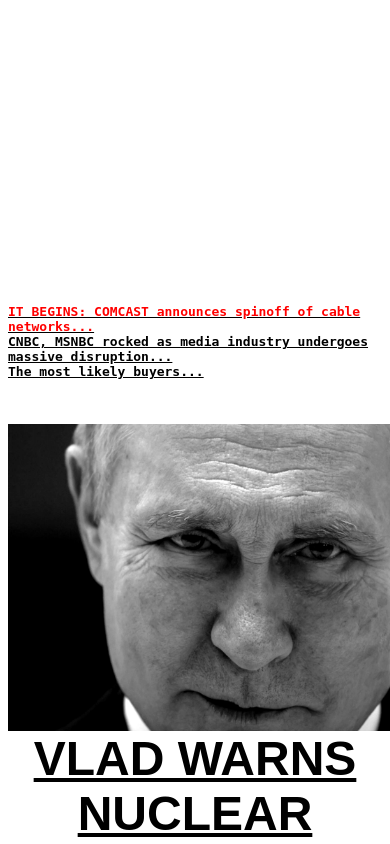 IT BEGINS: COMCAST announces spinoff of cable
networks...
CNBC, MSNBC rocked as media industry undergoes
massive disruption...
The most likely buyers...
VLAD WARNS
NUCLEAR